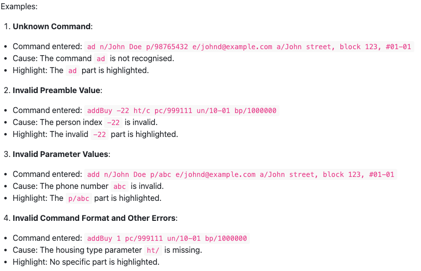 Examples:
1. Unknown Command:
• Command entered: ad n/John Doe p/98765432 e/johnd@example.com a/John street, block 123, #01-01
• Cause: The command ad is not recognised.
• Highlight: The ad part is highlighted.
2. Invalid Preamble Value:
• Command entered: addBuy -22 ht/c pc/999111 un/10-01 bp/1000000
• Cause: The person index -22 is invalid.
• Highlight: The invalid -22 part is highlighted.
3. Invalid Parameter Values:
• Command entered: add n/John Doe p/abc e/johnd@example.com a/John street, block 123, #01-01
• Cause: The phone number abc is invalid.
• Highlight: The p/abc part is highlighted.
4. Invalid Command Format and Other Errors:
• Command entered: addBuy 1 pc/999111 un/10-01 bp/1000000
• Cause: The housing type parameter ht/ is missing.
• Highlight: No specific part is highlighted.